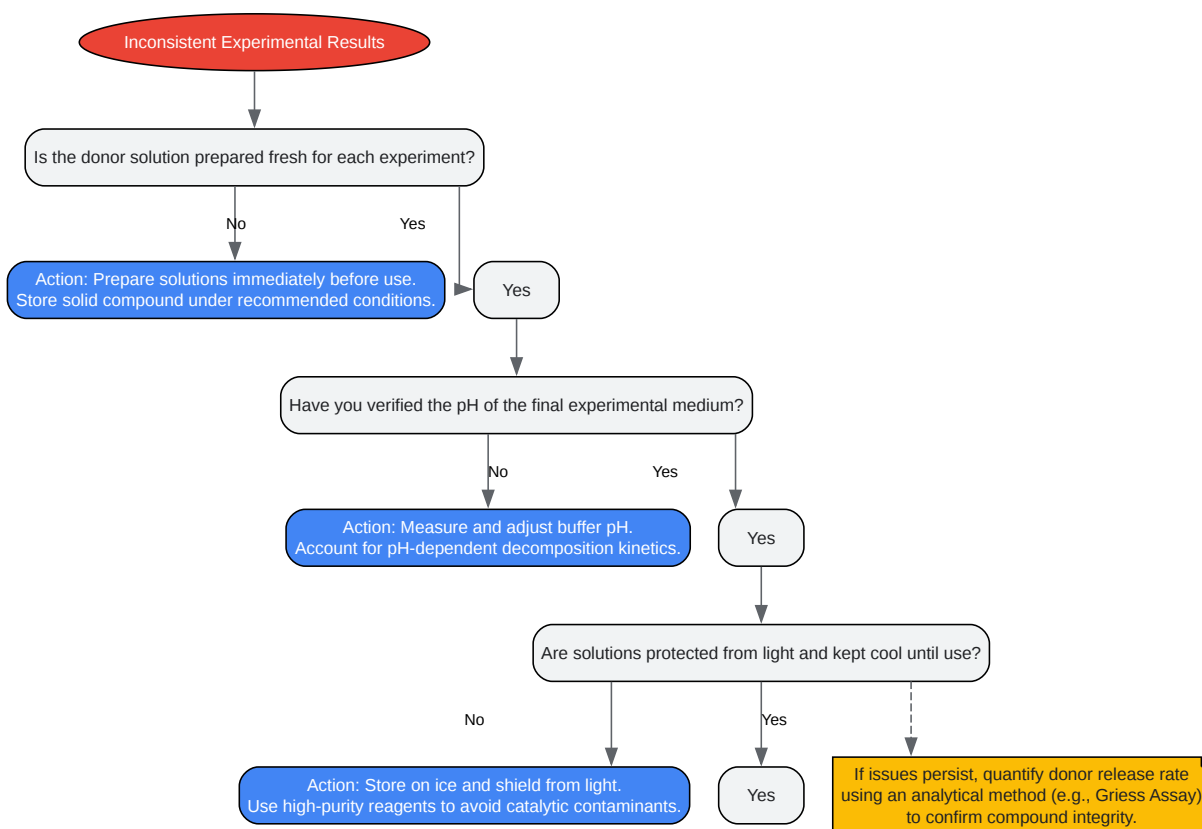 Inconsistent Experimental Results
Is the donor solution prepared fresh for each experiment?
No
Yes
Action: Prepare solutions immediately before use.
Store solid compound under recommended conditions.
Yes
Have you verified the pH of the final experimental medium?
No
Yes
Action: Measure and adjust buffer pH.
Account for pH-dependent decomposition kinetics.
Yes
Are solutions protected from light and kept cool until use?
No
Yes
Action: Store on ice and shield from light.
Use high-purity reagents to avoid catalytic contaminants.
Yes
If issues persist, quantify donor release rate
using an analytical method (e.g., Griess Assay)
to confirm compound integrity.